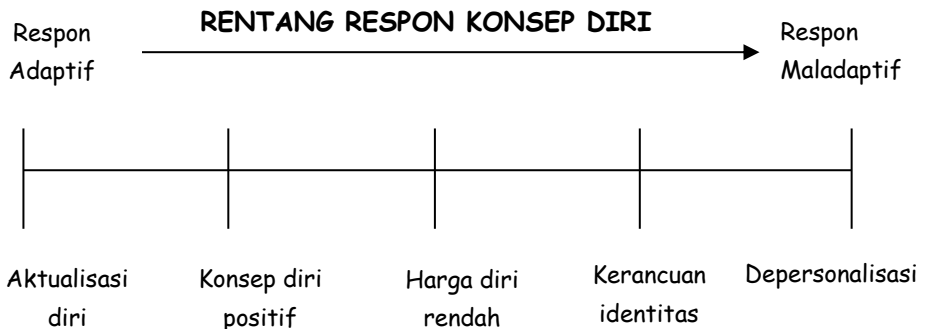 RENTANG RESPON KONSEP DIRI
Respon
Adaptif
Respon
Maladaptif
Aktualisasi
diri
Konsep diri
positif
Harga diri
rendah
Kerancuan
identitas
Depersonalisasi